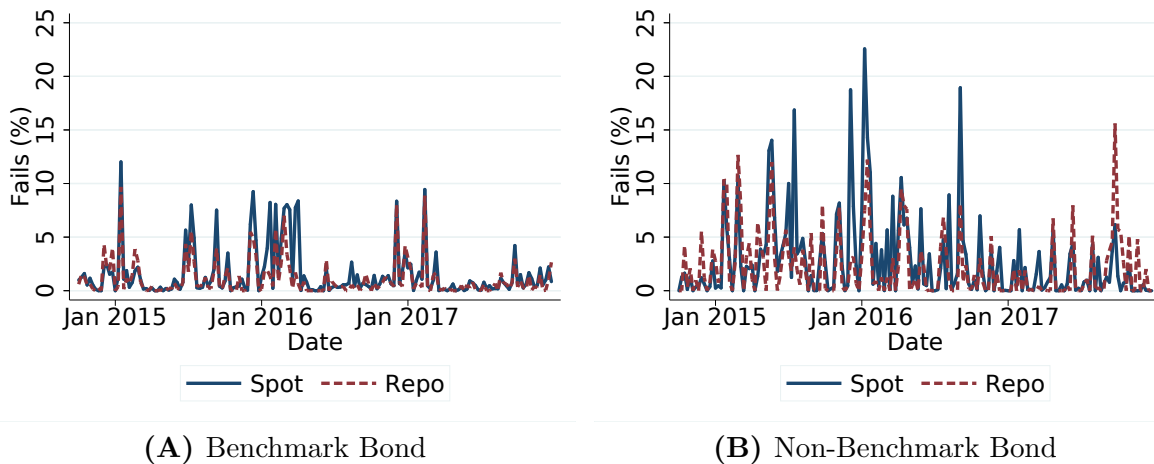 25
20
15
10
5
0
Fails (%)
Jan 2015 Jan 2016 Jan 2017
Date
Spot Repo
(A) Benchmark Bond
25
20
15
10
5
0
Fails (%)
Jan 2015 Jan 2016 Jan 2017
Date
Spot Repo
(B) Non-Benchmark Bond